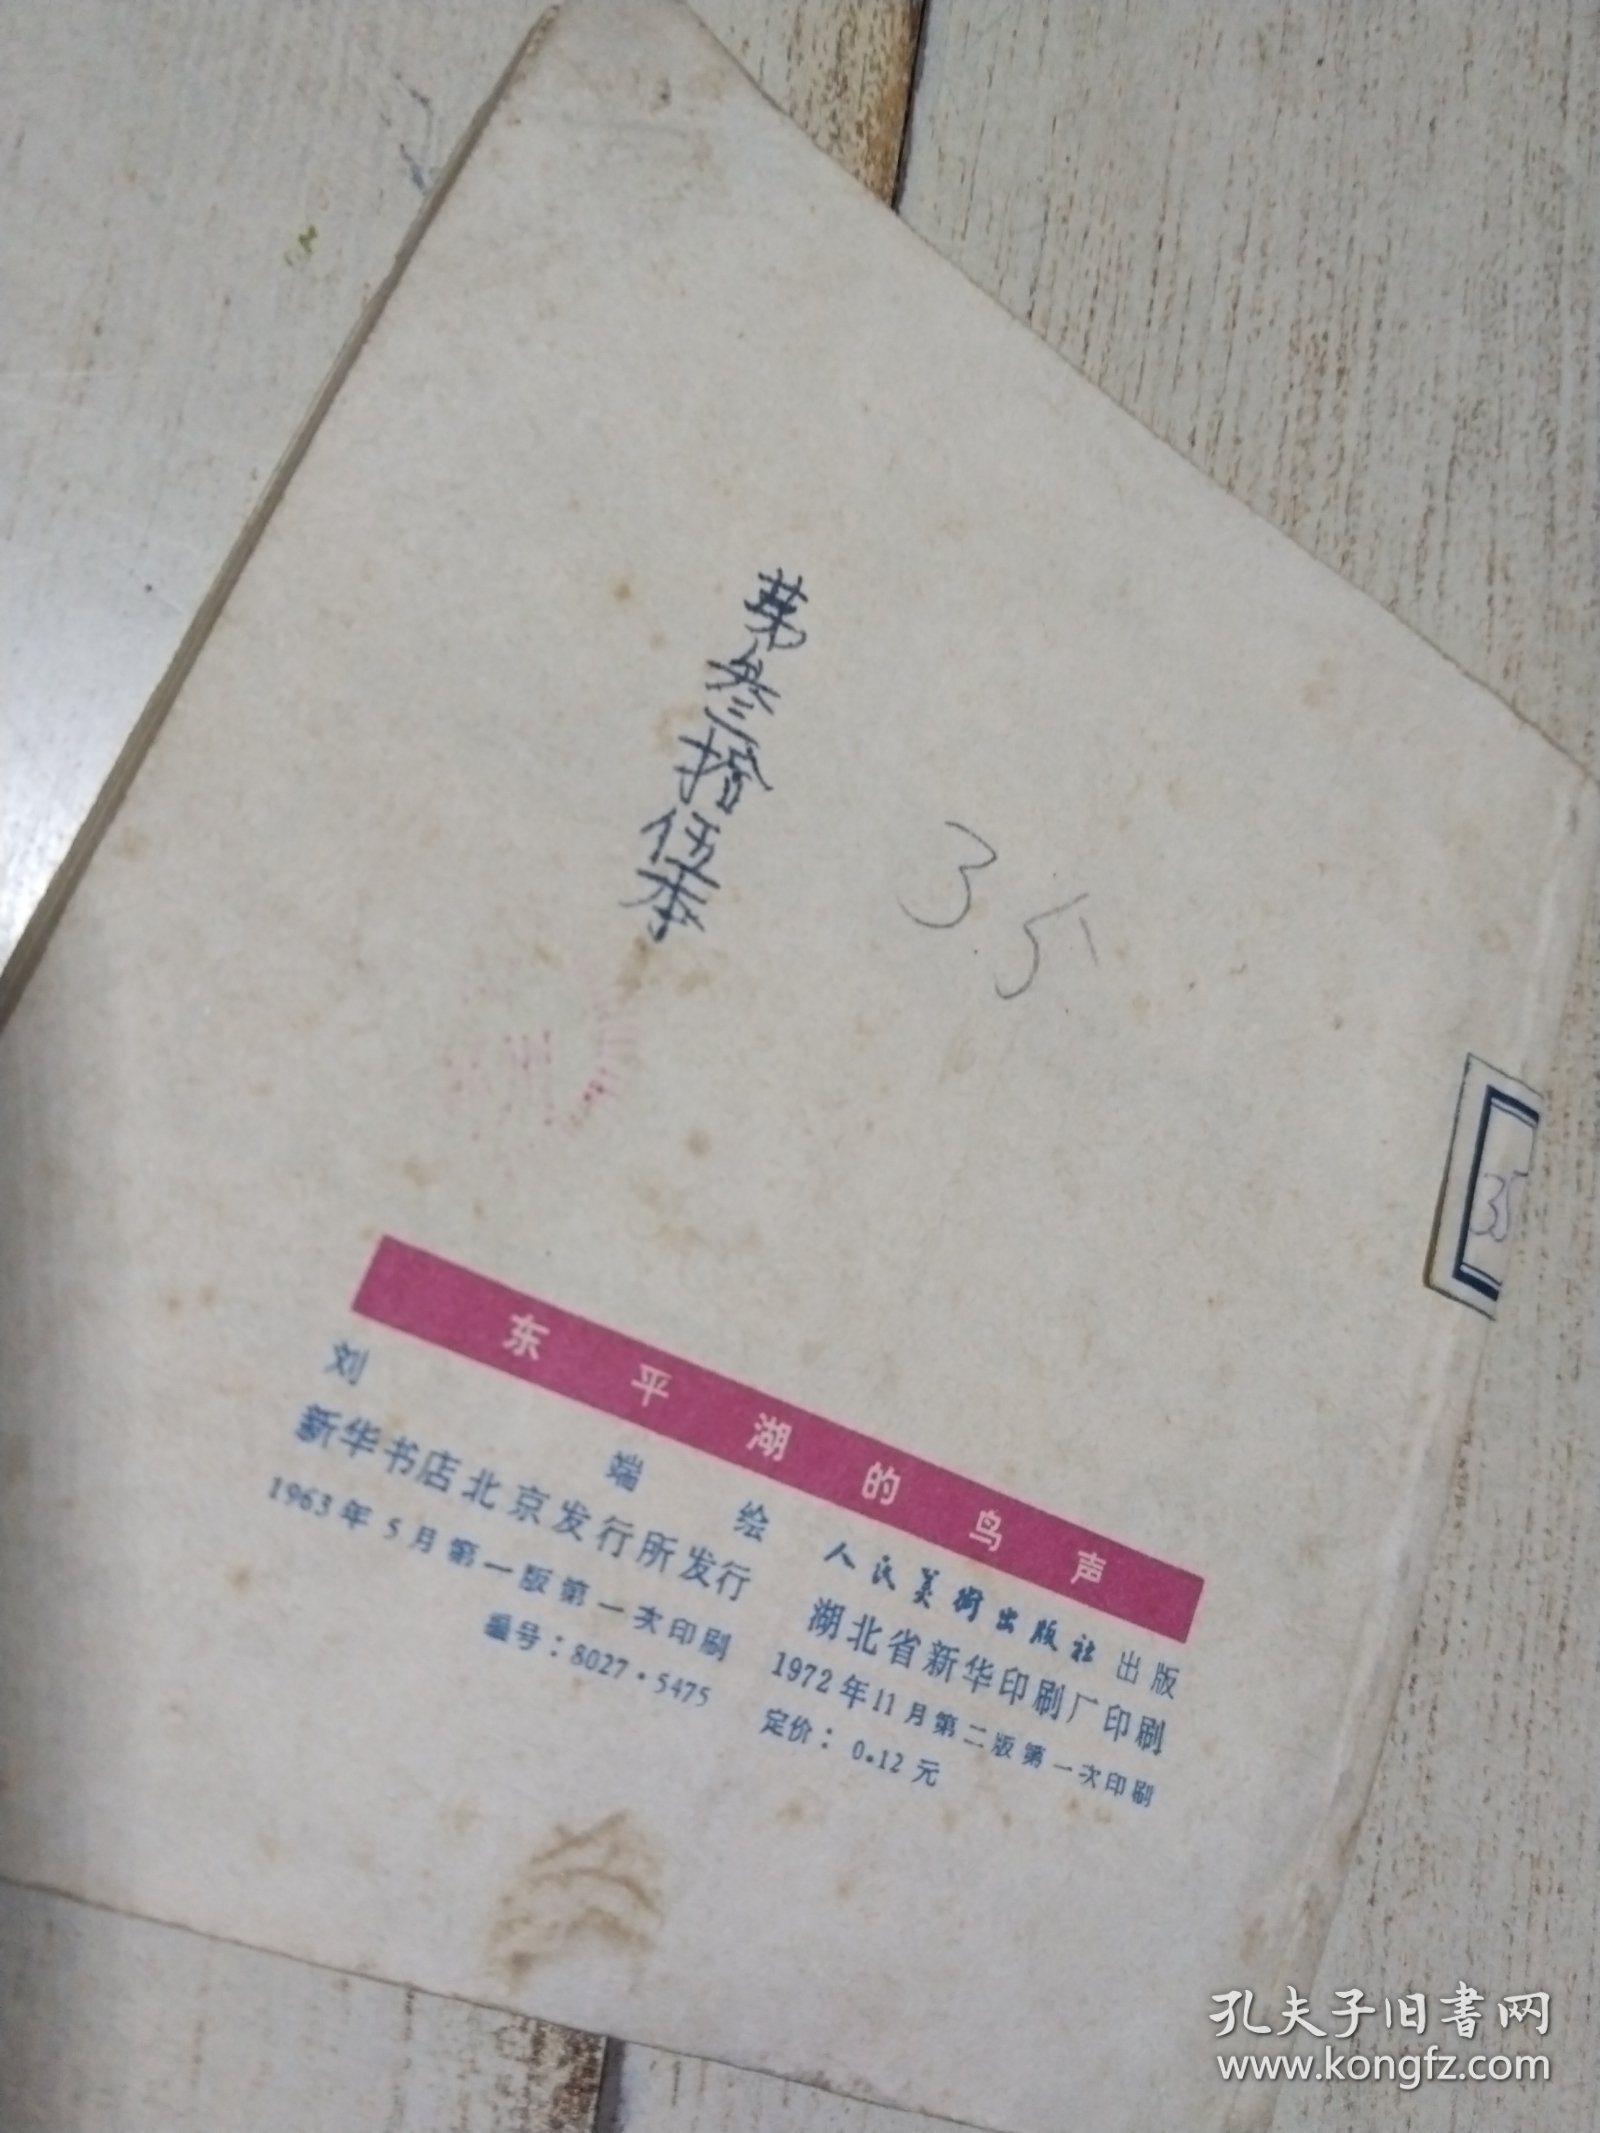 第叁拾伍本
35
35
东平湖的鸟声
刘端绘 人民美術出版社出版
新华书店北京发行所发行 湖北省新华印刷厂印刷
1963年5月第一版第一次印刷 1972年11月第二版第一次印刷
编号：8027·5475 定价：0.12元
孔夫子旧書网
www.kongfz.com